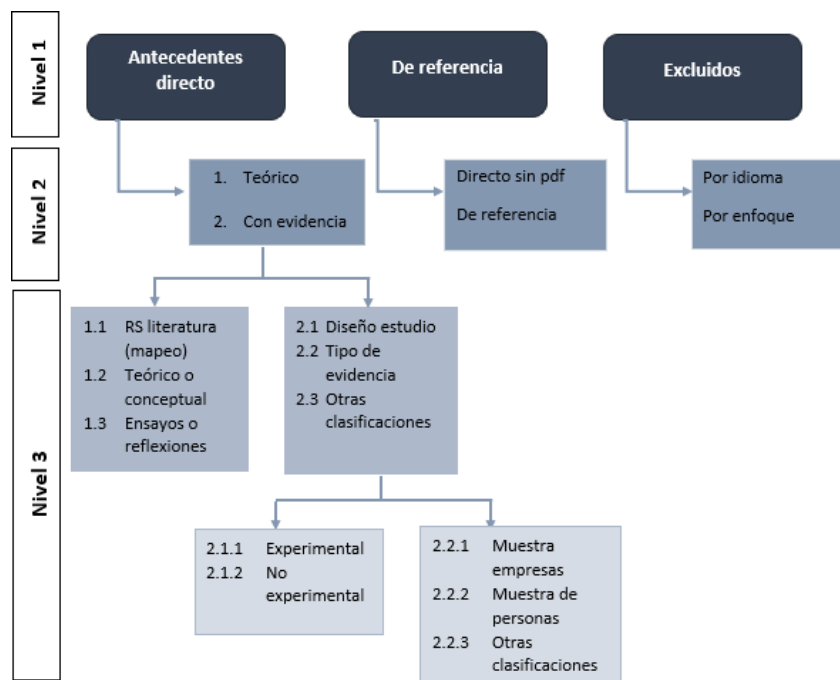 Nivel 1
Antecedentes
directo
De referencia
Excluidos
Nivel 2
1. Teórico
2. Con evidencia
Directo sin pdf
De referencia
Por idioma
Por enfoque
Nivel 3
1.1 RS literatura
(mapeo)
1.2 Teórico o
conceptual
1.3 Ensayos o
reflexiones
2.1 Diseño estudio
2.2 Tipo de
evidencia
2.3 Otras
clasificaciones
2.1.1 Experimental
2.1.2 No
experimental
2.2.1 Muestra
empresas
2.2.2 Muestra de
personas
2.2.3 Otras
clasificaciones